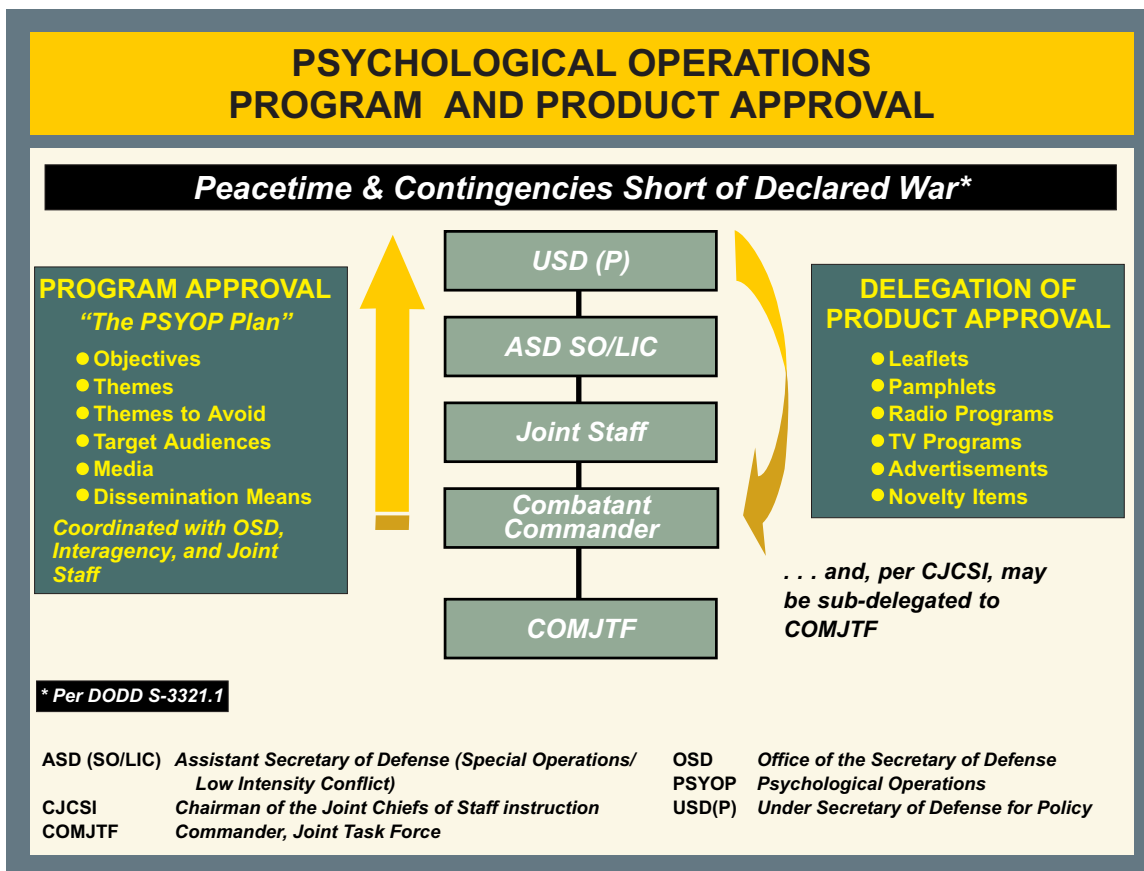 PSYCHOLOGICAL OPERATIONS
PROGRAM AND PRODUCT APPROVAL
Peacetime & Contingencies Short of Declared War*
PROGRAM APPROVAL
“The PSYOP Plan”
● Objectives
● Themes
● Themes to Avoid
● Target Audiences
● Media
● Dissemination Means
Coordinated with OSD,
Interagency, and Joint
Staff
USD (P)
ASD SO/LIC
Joint Staff
Combatant
Commander
COMJTF
DELEGATION OF
PRODUCT APPROVAL
● Leaflets
● Pamphlets
● Radio Programs
● TV Programs
● Advertisements
● Novelty Items
. . . and, per CJCSI, may
be sub-delegated to
COMJTF
* Per DODD S-3321.1
ASD (SO/LIC) Assistant Secretary of Defense (Special Operations/
Low Intensity Conflict)
CJCSI Chairman of the Joint Chiefs of Staff instruction
COMJTF Commander, Joint Task Force
OSD Office of the Secretary of Defense
PSYOP Psychological Operations
USD(P) Under Secretary of Defense for Policy